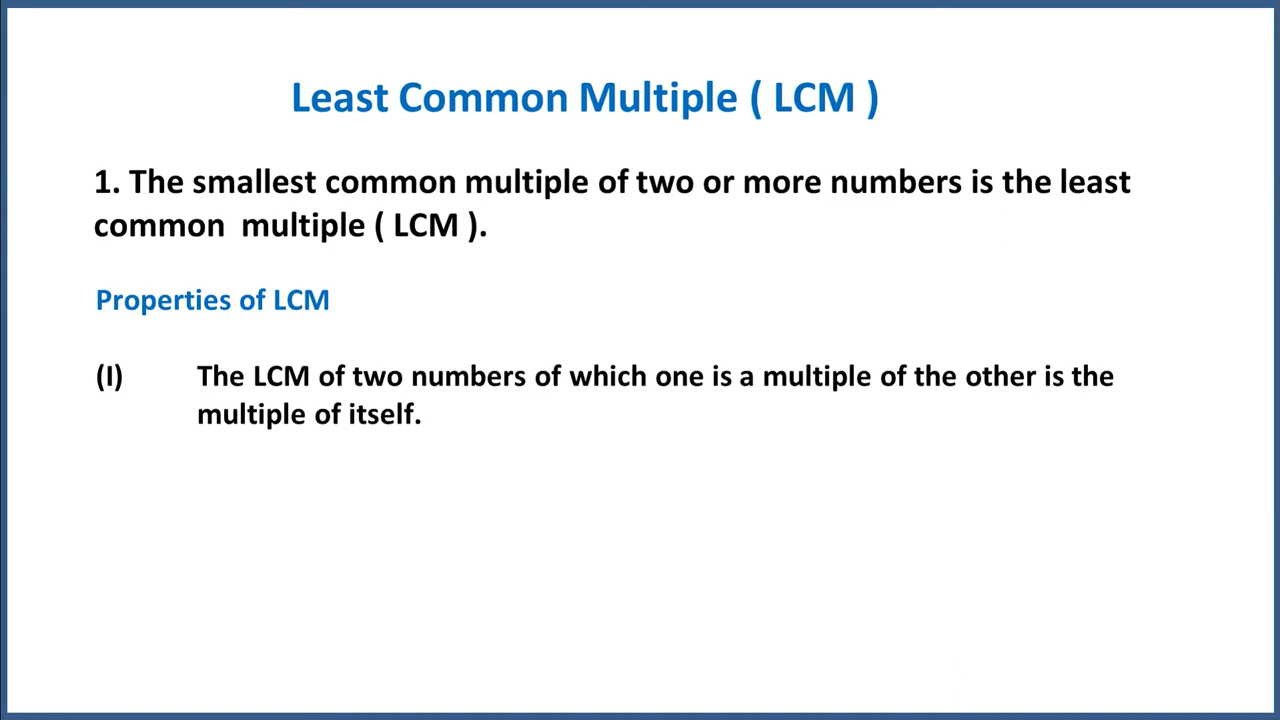 Least Common Multiple ( LCM )
1. The smallest common multiple of two or more numbers is the least
common  multiple ( LCM ).
Properties of LCM
(I) The LCM of two numbers of which one is a multiple of the other is the
multiple of itself.